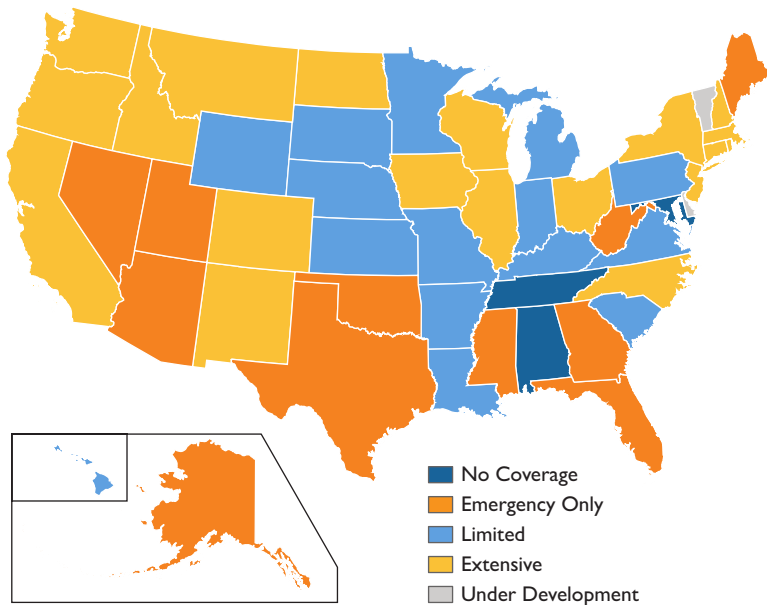 No Coverage
Emergency Only
Limited
Extensive
Under Development